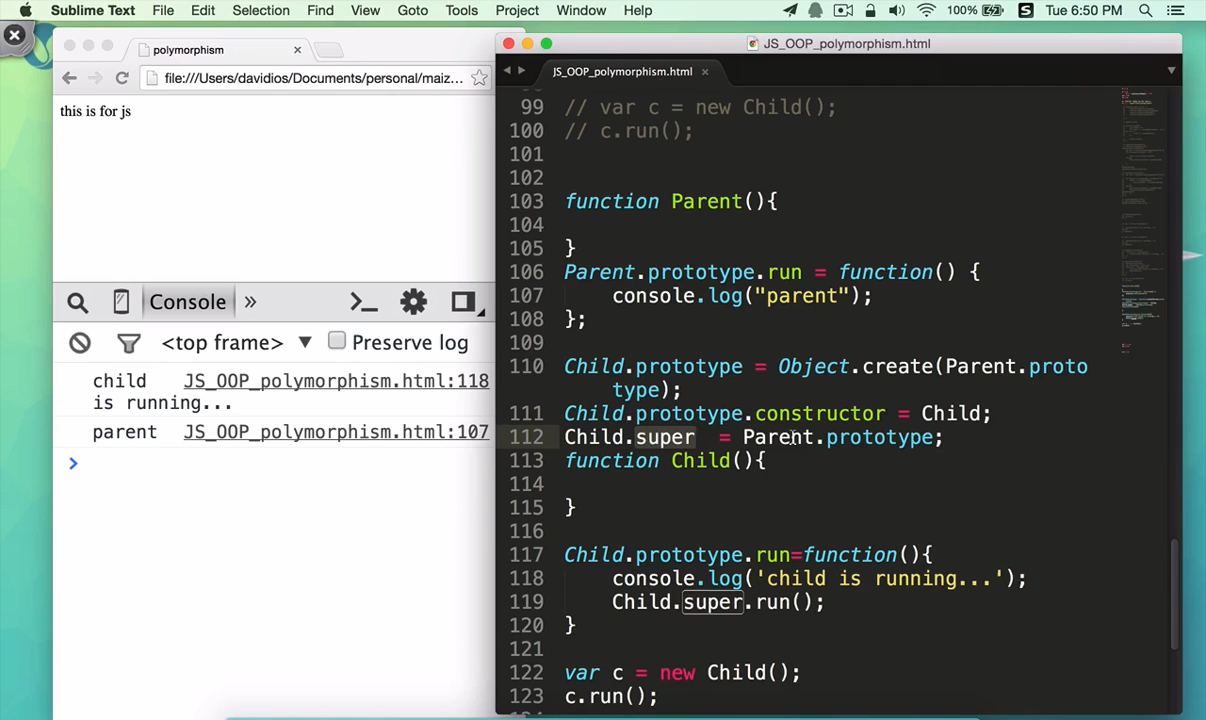 Sublime Text File Edit Selection Find View Goto Tools Project Window Help 100% Tue 6:50 PM
polymorphism
file:///Users/davidios/Documents/personal/maiz...
this is for js
Console » <top frame> ▼ Preserve log
child JS_OOP_polymorphism.html:118
is running...
parent JS_OOP_polymorphism.html:107
>
JS_OOP_polymorphism.html
JS_OOP_polymorphism.html
99 // var c = new Child();
100 // c.run();
101
102
103 function Parent(){
104
105 }
106 Parent.prototype.run = function() {
107 console.log("parent");
108 };
109
110 Child.prototype = Object.create(Parent.proto
type);
111 Child.prototype.constructor = Child;
112 Child.super = Parent.prototype;
113 function Child(){
114
115 }
116
117 Child.prototype.run=function(){
118 console.log('child is running...');
119 Child.super.run();
120 }
121
122 var c = new Child();
123 c.run();